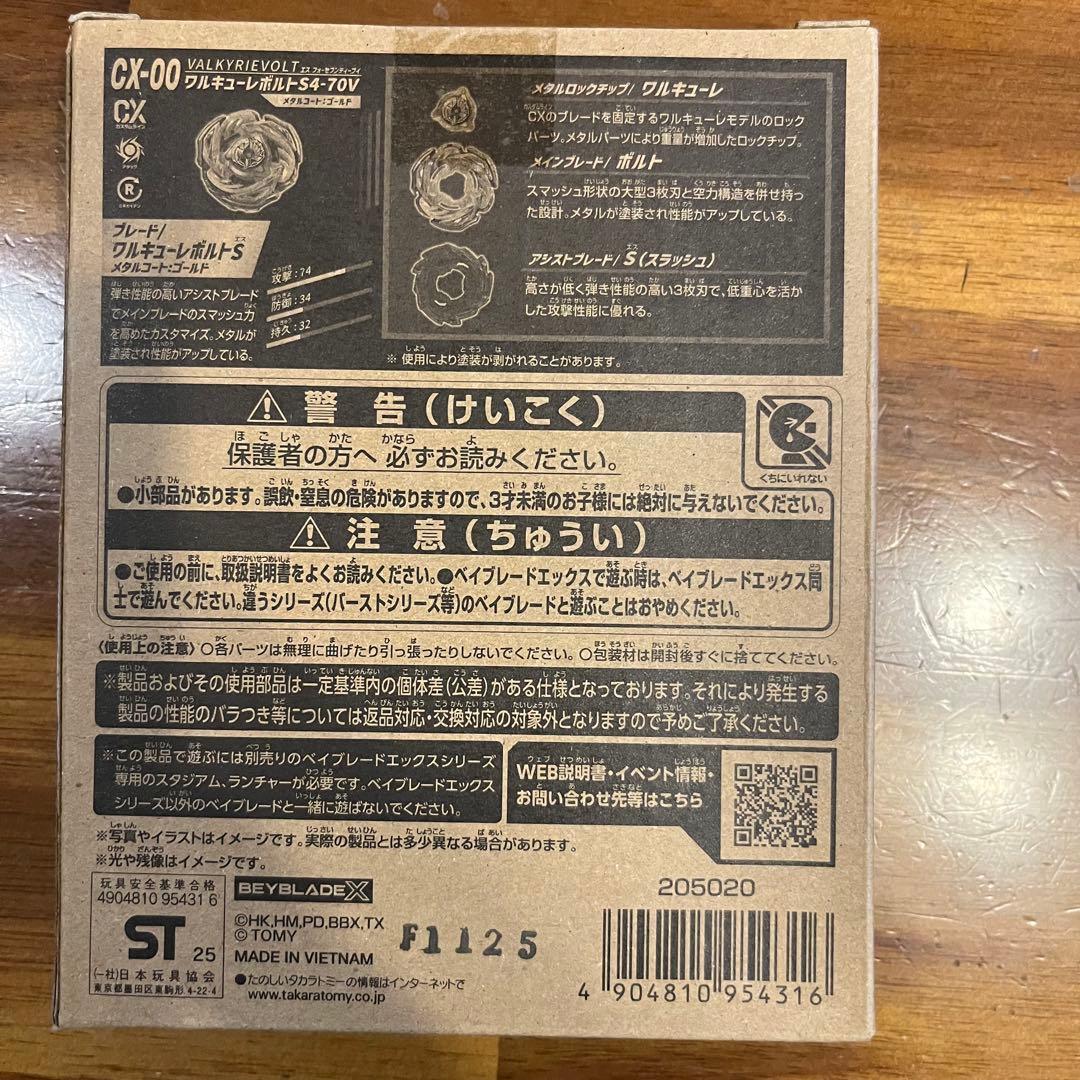 CX-00
VALKYRIEVOLT エス フォーセブンティーブイ
ワルキューレボルトS4-70V
メタルコート:ゴールド
CX
カスタムライン
アタック
R
ミギカイテン
ブレード/
ワルキューレボルトS
メタルコート:ゴールド
弾き性能の高いアシストブレード
でメインブレードのスマッシュ力
を高めたカスタマイズ。メタルが
塗装され性能がアップしている。
攻撃:74
防御:34
持久:32
メタルロックチップ/ ワルキューレ
CXのブレードを固定するワルキューレモデルのロック
パーツ。メタルパーツにより重量が増加したロックチップ。
メインブレード/ ボルト
スマッシュ形状の大型3枚刃と空力構造を併せ持っ
た設計。メタルが塗装され性能がアップしている。
アシストブレード/ S(スラッシュ)
高さが低く弾き性能の高い3枚刃で、低重心を活か
した攻撃性能に優れる。
※ 使用により塗装が剥がれることがあります。
警 告(けいこく)
保護者の方へ 必ずお読みください。
くちにいれない
●小部品があります。誤飲・窒息の危険がありますので、3才未満のお子様には絶対に与えないでください。
注 意(ちゅうい)
●ご使用の前に、取扱説明書をよくお読みください。●ベイブレードエックスで遊ぶ時は、ベイブレードエックス同
士で遊んでください。違うシリーズ(バーストシリーズ等)のベイブレードと遊ぶことはおやめください。
〈使用上の注意〉○各パーツは無理に曲げたり引っ張ったりしないでください。○包装材は開封後すぐに捨ててください。
※製品およびその使用部品は一定基準内の個体差(公差)がある仕様となっております。それにより発生する
製品の性能のバラつき等については返品対応・交換対応の対象外となりますので予めご了承ください。
※この製品で遊ぶには別売りのベイブレードエックスシリーズ
専用のスタジアム、ランチャーが必要です。ベイブレードエックス
シリーズ以外のベイブレードと一緒に遊ばないでください。
WEB説明書・イベント情報・
お問い合わせ先等はこちら
※写真やイラストはイメージです。実際の製品とは多少異なる場合があります。
※光や残像はイメージです。
玩具安全基準合格
4904810 95431 6
ST 25
(一社)日本玩具協会
東京都墨田区東駒形 4-22-4
BEYBLADE X
©HK,HM,PD,BBX,TX
© TOMY
MADE IN VIETNAM
F1125
●たのしいタカラトミーの情報はインターネットで
www.takaratomy.co.jp
205020
4 904810 954316